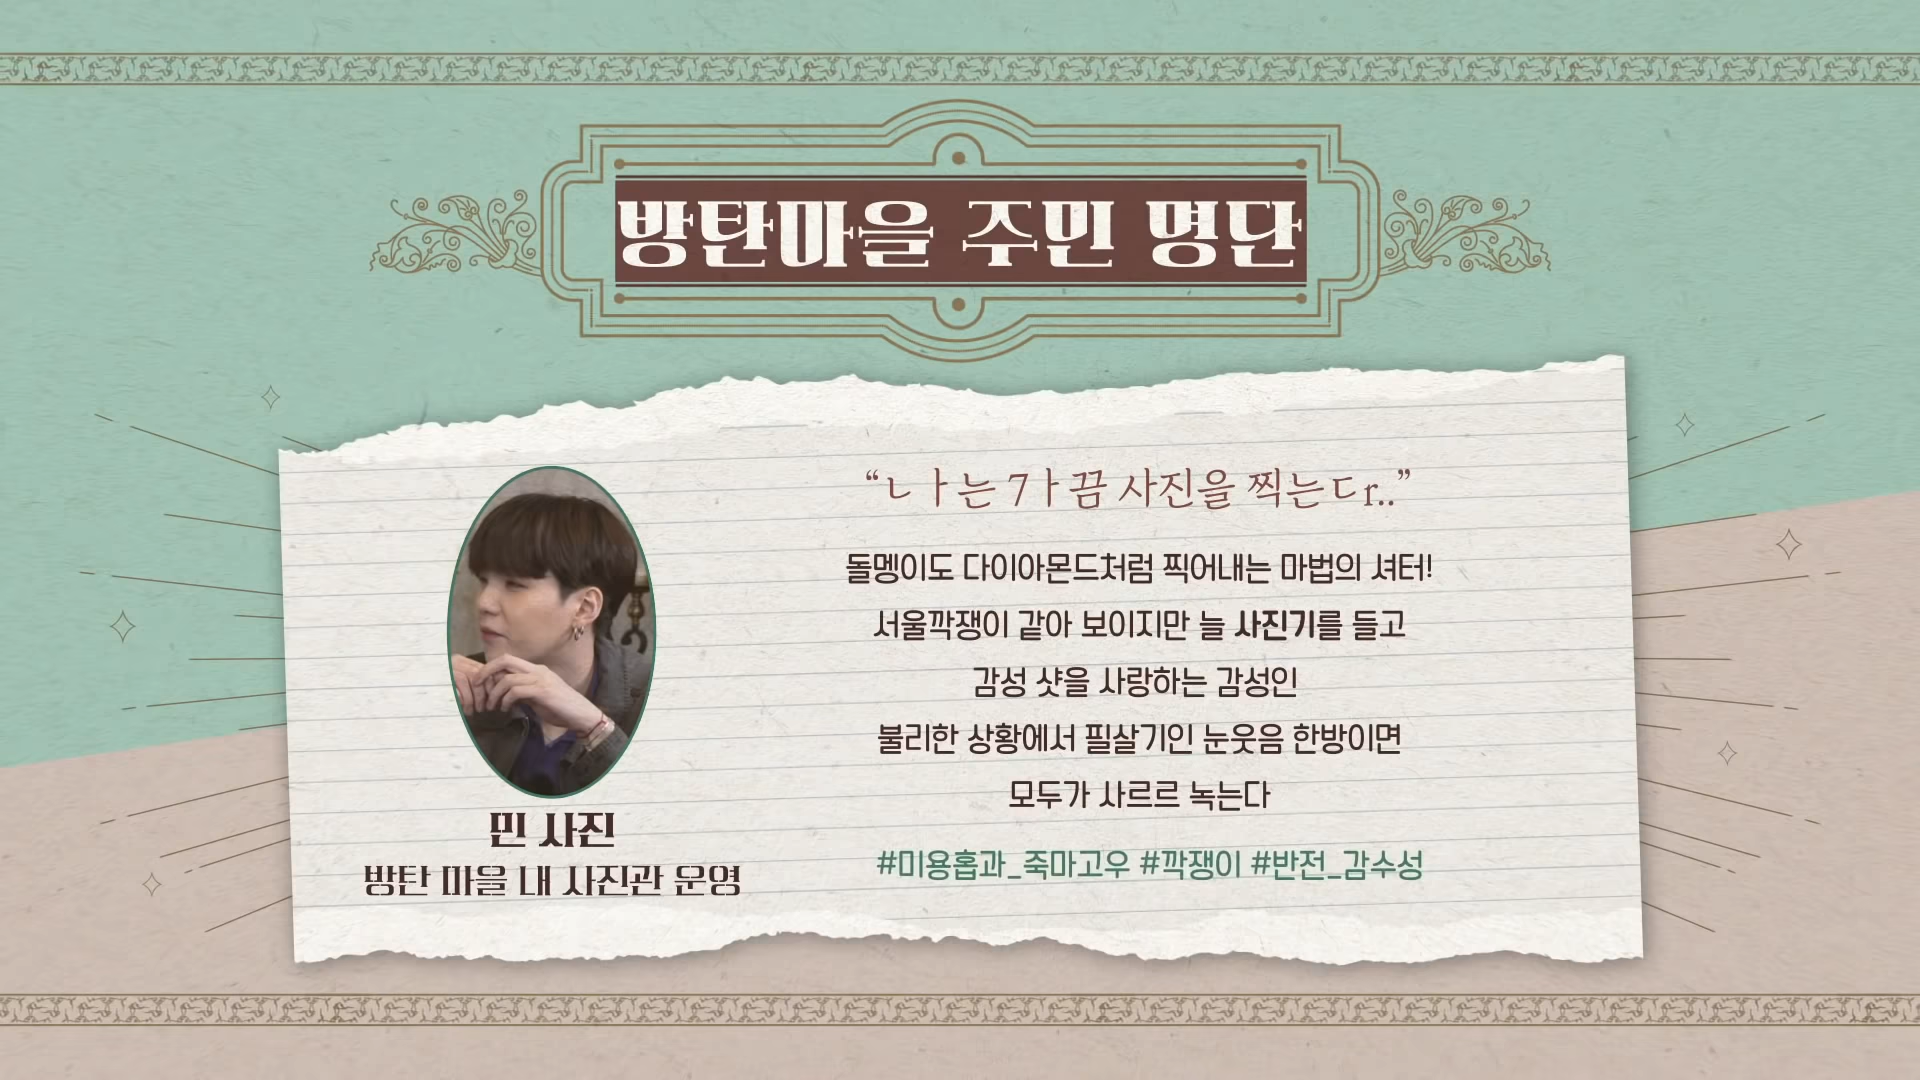 방탄마을 주민 명단
“ㄴㅏ는 7ㅏ끔 사진을 찍는ㄷr..”
돌멩이도 다이아몬드처럼 찍어내는 마법의 셔터!
서울깍쟁이 같아 보이지만 늘 사진기를 들고
감성 샷을 사랑하는 감성인
불리한 상황에서 필살기인 눈웃음 한방이면
모두가 사르르 녹는다
#미용홉과_죽마고우 #깍쟁이 #반전_감수성
민 사진
방탄 마을 내 사진관 운영